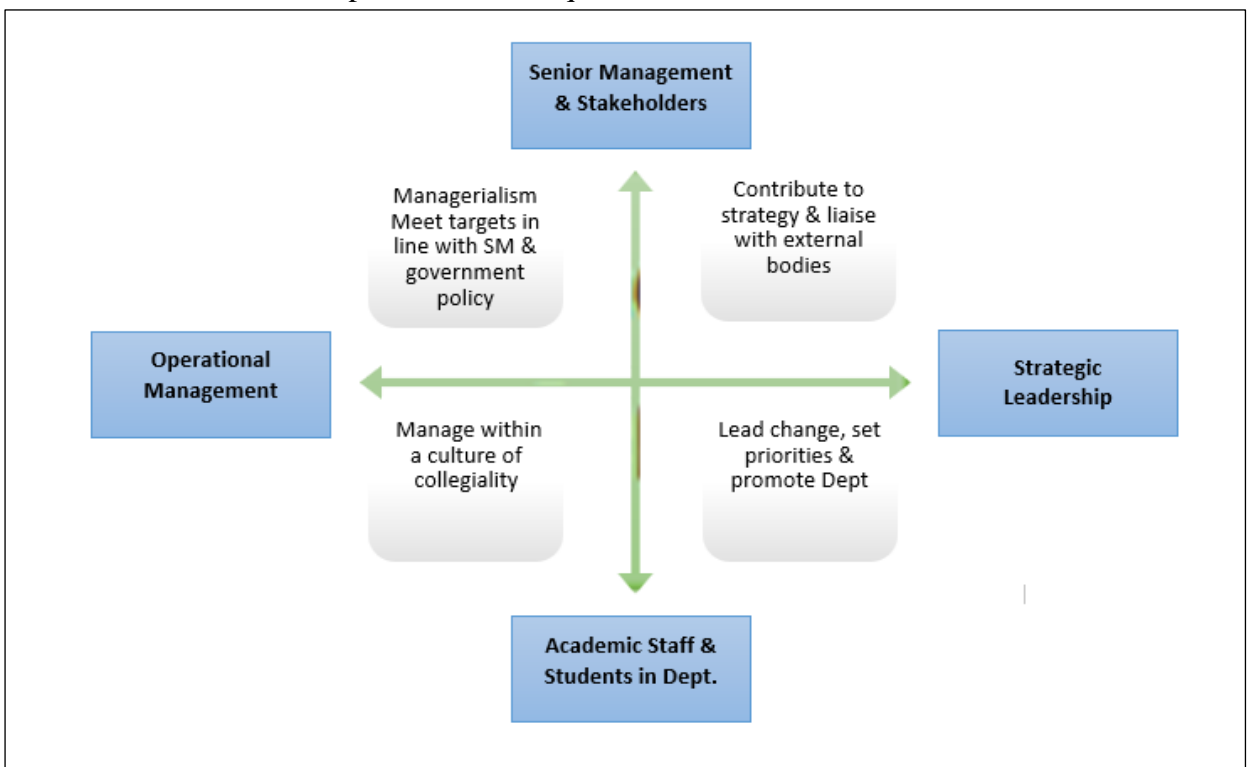 Senior Management
& Stakeholders
Managerialism
Meet targets in
line with SM &
government
policy
Contribute to
strategy & liaise
with external
bodies
Operational
Management
Strategic
Leadership
Manage within
a culture of
collegiality
Lead change, set
priorities &
promote Dept
Academic Staff &
Students in Dept.